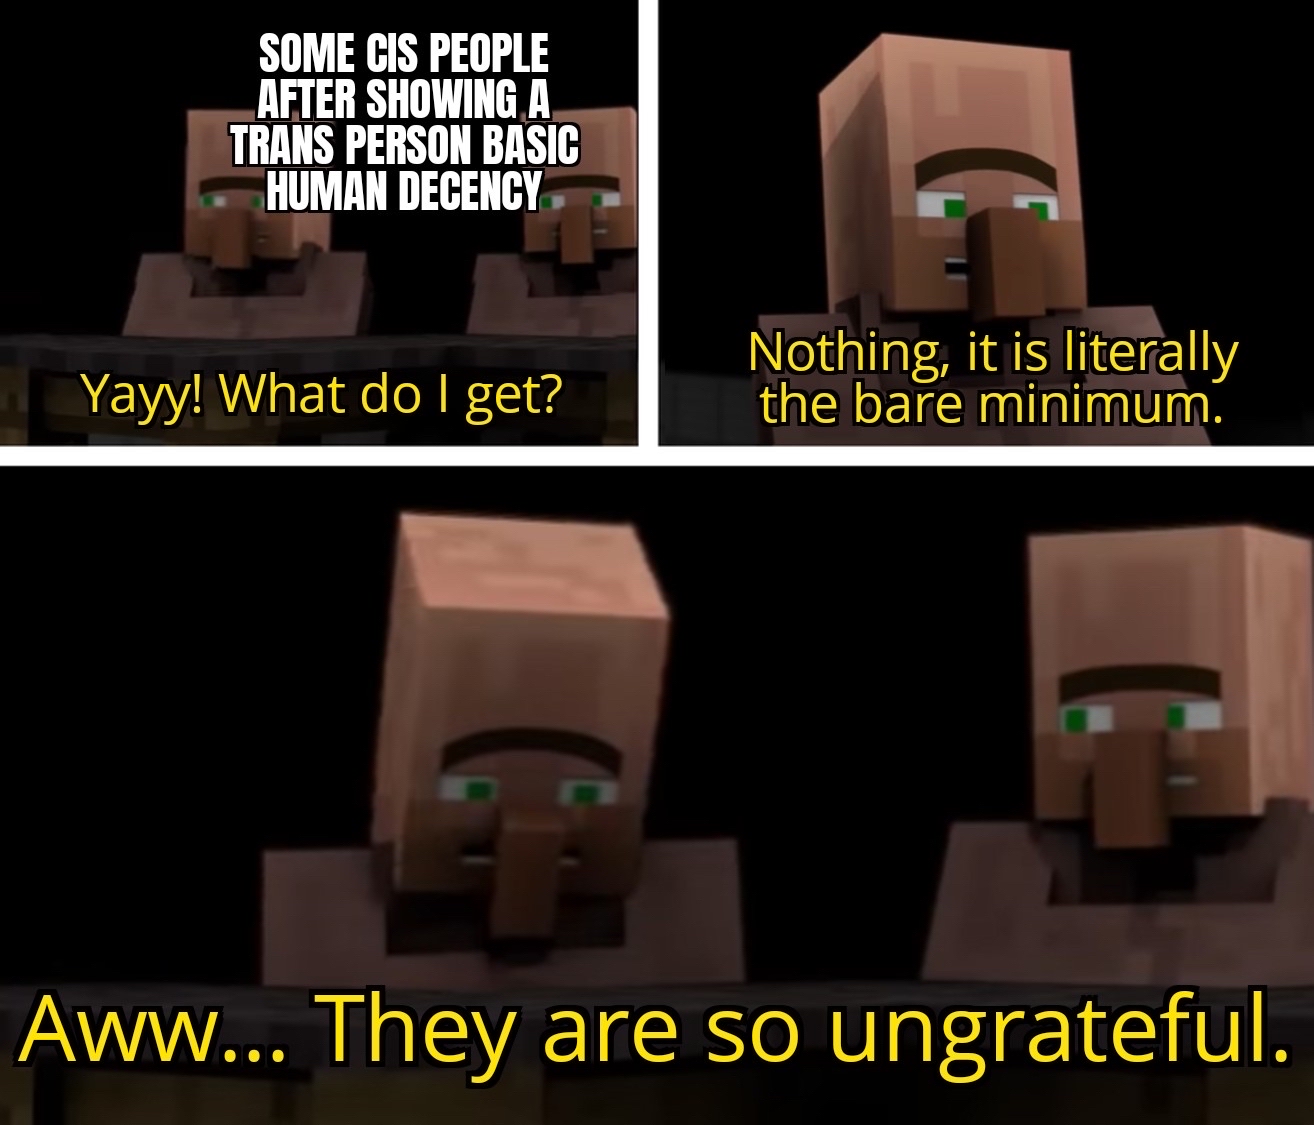 SOME CIS PEOPLE
AFTER SHOWING A
TRANS PERSON BASIC
HUMAN DECENCY
Yayy! What do I get?
Nothing, it is literally
the bare minimum.
Aww... They are so ungrateful.